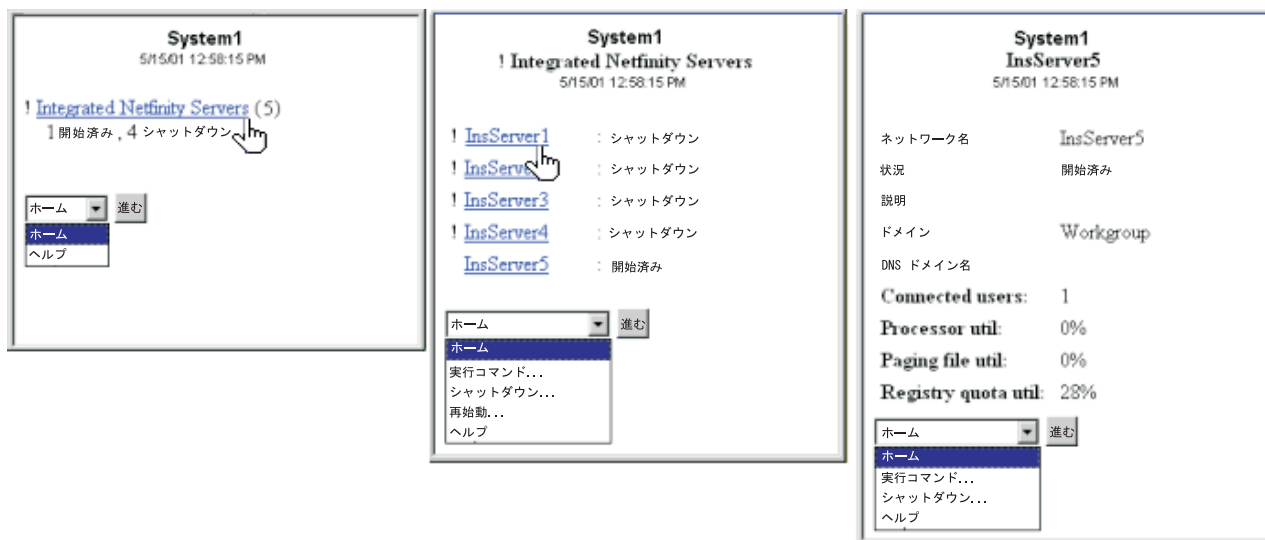 System1
5/15/01 12:58:15 PM
! Integrated Netfinity Servers (5)
1 開始済み , 4 シャットダウン
ホーム 進む
ホーム
ヘルプ
System1
! Integrated Netfinity Servers
5/15/01 12:58:15 PM
! InsServer1 : シャットダウン
! InsServe : シャットダウン
! InsServer3 : シャットダウン
! InsServer4 : シャットダウン
InsServer5 : 開始済み
ホーム 進む
ホーム
実行コマンド...
シャットダウン...
再始動...
ヘルプ
System1
InsServer5
5/15/01 12:58:15 PM
ネットワーク名 InsServer5
状況 開始済み
説明
ドメイン Workgroup
DNS ドメイン名
Connected users: 1
Processor util: 0%
Paging file util: 0%
Registry quota util: 28%
ホーム 進む
ホーム
実行コマンド...
シャットダウン...
ヘルプ